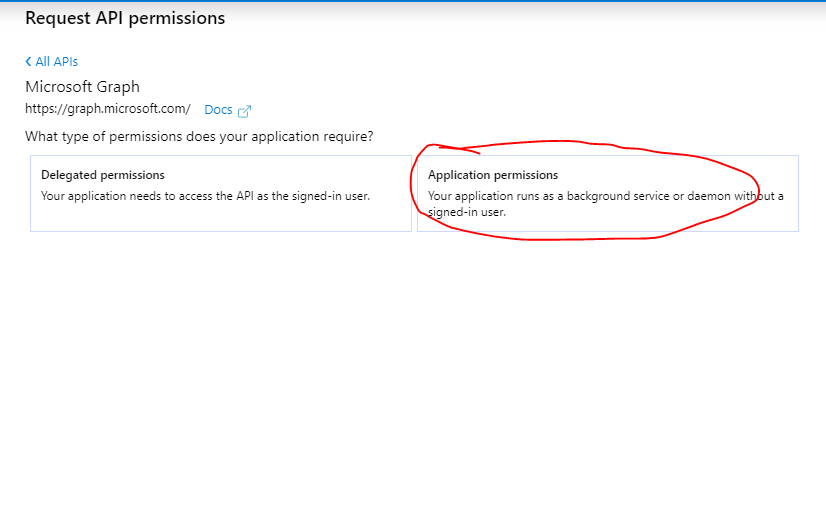 Request API permissions
All APIs
Microsoft Graph
https://graph.microsoft.com/ Docs
What type of permissions does your application require?
Delegated permissions
Your application needs to access the API as the signed-in user.
Application permissions
Your application runs as a background service or daemon without a
signed-in user.